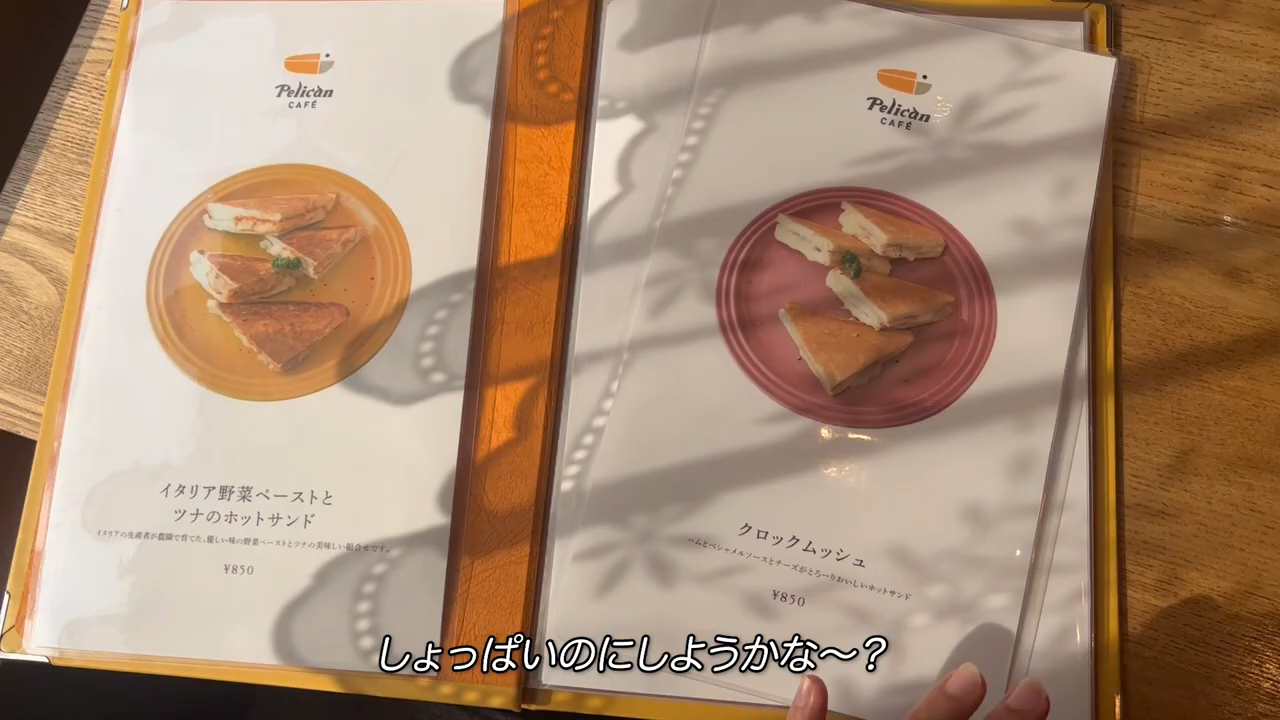 Pelican
CAFÉ
イタリア野菜ペーストと
ツナのホットサンド
イタリアの生産者が農園で育てた、優しい味の野菜ペーストとツナの美味しい組合せです。
¥850
Pelican
CAFÉ
クロックムッシュ
ハムとベシャメルソースとチーズがとろーりおいしいホットサンド
¥850
しょっぱいのにしようかな～？